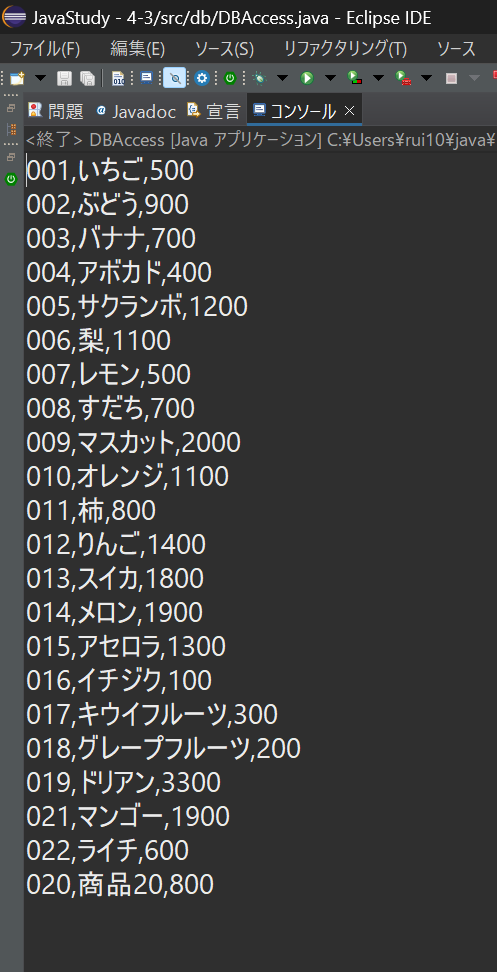 JavaStudy - 4-3/src/db/DBAccess.java - Eclipse IDE
ファイル(F) 編集(E) ソース(S) リファクタリング(T) ソース
問題 @ Javadoc 宣言 コンソール ×
<終了> DBAccess [Java アプリケーション] C:¥Users¥rui10¥java¥
001,いちご,500
002,ぶどう,900
003,バナナ,700
004,アボカド,400
005,サクランボ,1200
006,梨,1100
007,レモン,500
008,すだち,700
009,マスカット,2000
010,オレンジ,1100
011,柿,800
012,りんご,1400
013,スイカ,1800
014,メロン,1900
015,アセロラ,1300
016,イチジク,100
017,キウイフルーツ,300
018,グレープフルーツ,200
019,ドリアン,3300
021,マンゴー,1900
022,ライチ,600
020,商品20,800